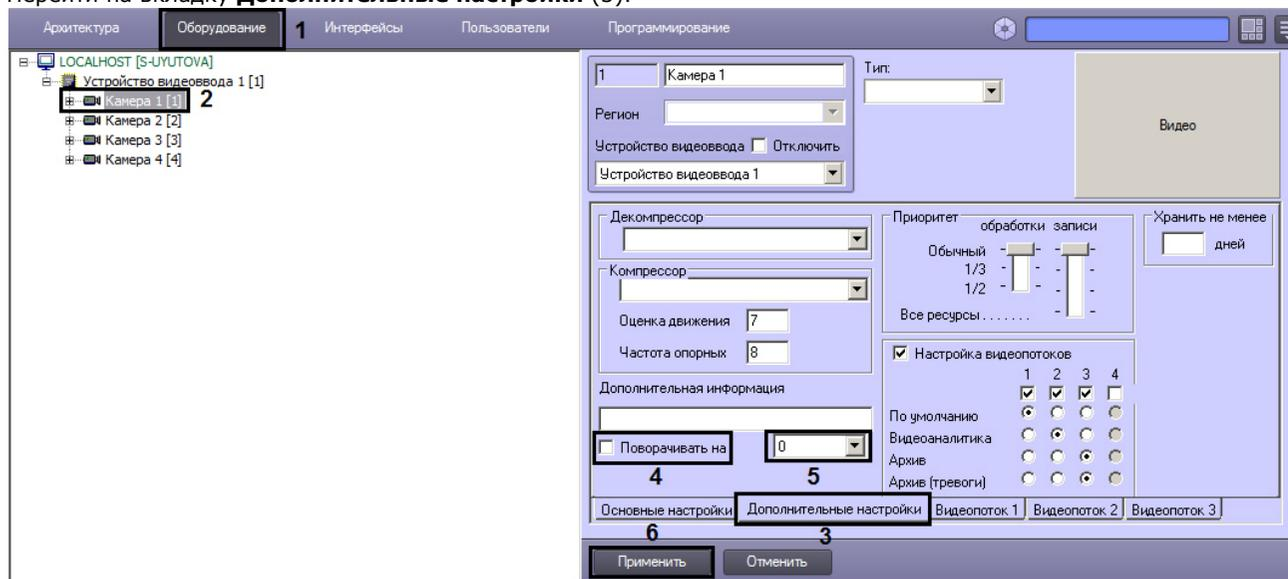 Перейти на вкладку Дополнительные настройки (3).
Архитектура Оборудование 1 Интерфейсы Пользователи Программирование
LOCALHOST [S-UYUTOVA]
Устройство видеоввода 1 [1]
Камера 1 [1] 2
Камера 2 [2]
Камера 3 [3]
Камера 4 [4]
1 Камера 1
Тип:
Регион
Устройство видеоввода Отключить
Устройство видеоввода 1
Видео
Декомпрессор
Компрессор
Оценка движения 7
Частота опорных 8
Дополнительная информация
Поворачивать на 0
4 5
Приоритет
обработки записи
Обычный
1/3
1/2
Все ресурсы.......
Хранить не менее
дней
Настройка видеопотоков
1 2 3 4
По умолчанию
Видеоаналитика
Архив
Архив (тревоги)
Основные настройки Дополнительные настройки Видеопоток 1 Видеопоток 2 Видеопоток 3
6 3
Применить Отменить